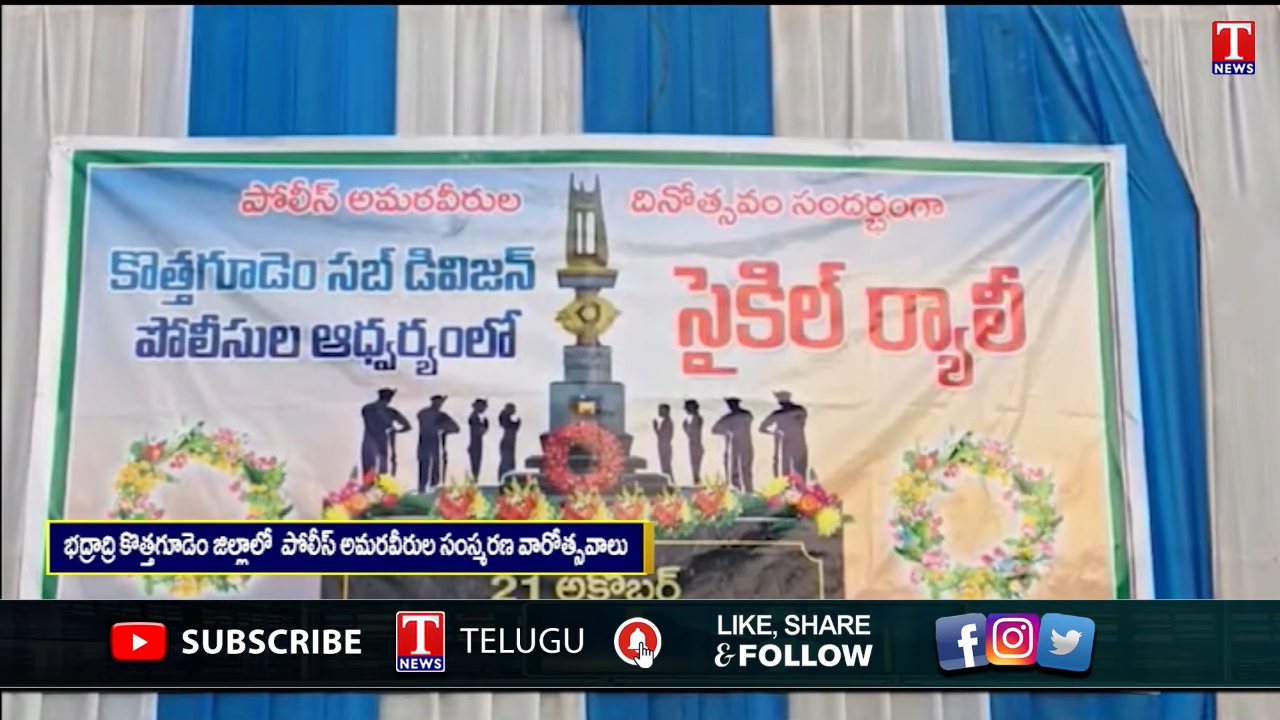 T
NEWS
పోలీస్ అమరవీరుల దినోత్సవం సందర్భంగా
కొత్తగూడెం సబ్ డివిజన్
పోలీసుల ఆధ్వర్యంలో
సైకిల్ ర్యాలీ
భద్రాద్రి కొత్తగూడెం జిల్లాలో పోలీస్ అమరవీరుల సంస్మరణ వారోత్సవాలు
21 అక్టోబర్
SUBSCRIBE
T
NEWS
TELUGU
LIKE, SHARE
& FOLLOW